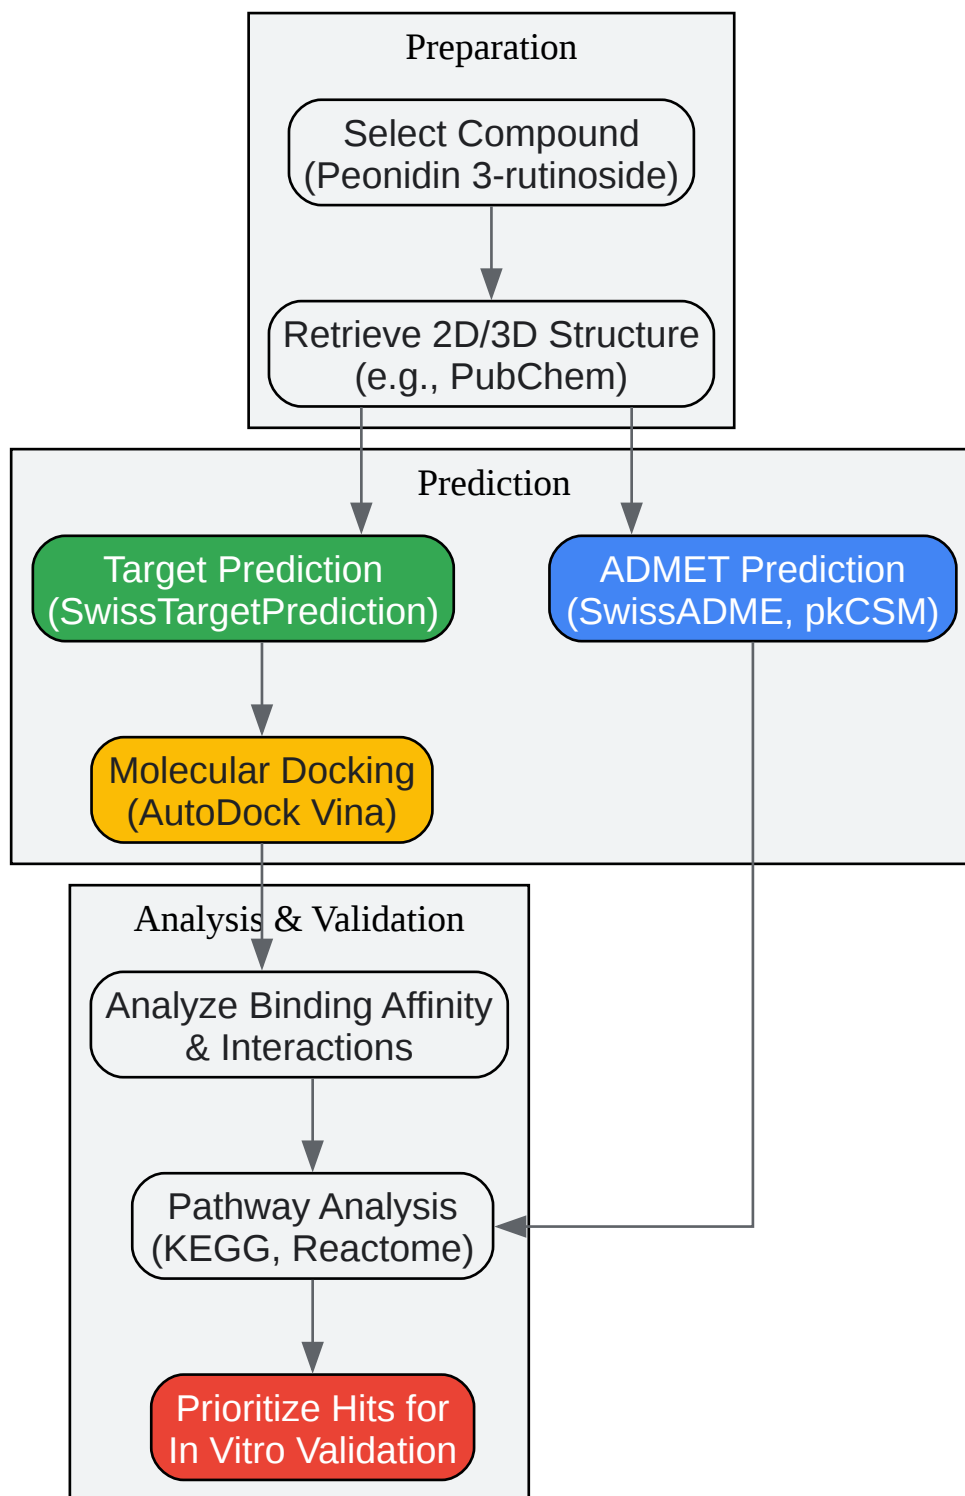 Preparation
Select Compound
(Peonidin 3-rutinoside)
Retrieve 2D/3D Structure
(e.g., PubChem)
Prediction
Target Prediction
(SwissTargetPrediction)
ADMET Prediction
(SwissADME, pkCSM)
Molecular Docking
(AutoDock Vina)
Analysis & Validation
Analyze Binding Affinity
& Interactions
Pathway Analysis
(KEGG, Reactome)
Prioritize Hits for
In Vitro Validation